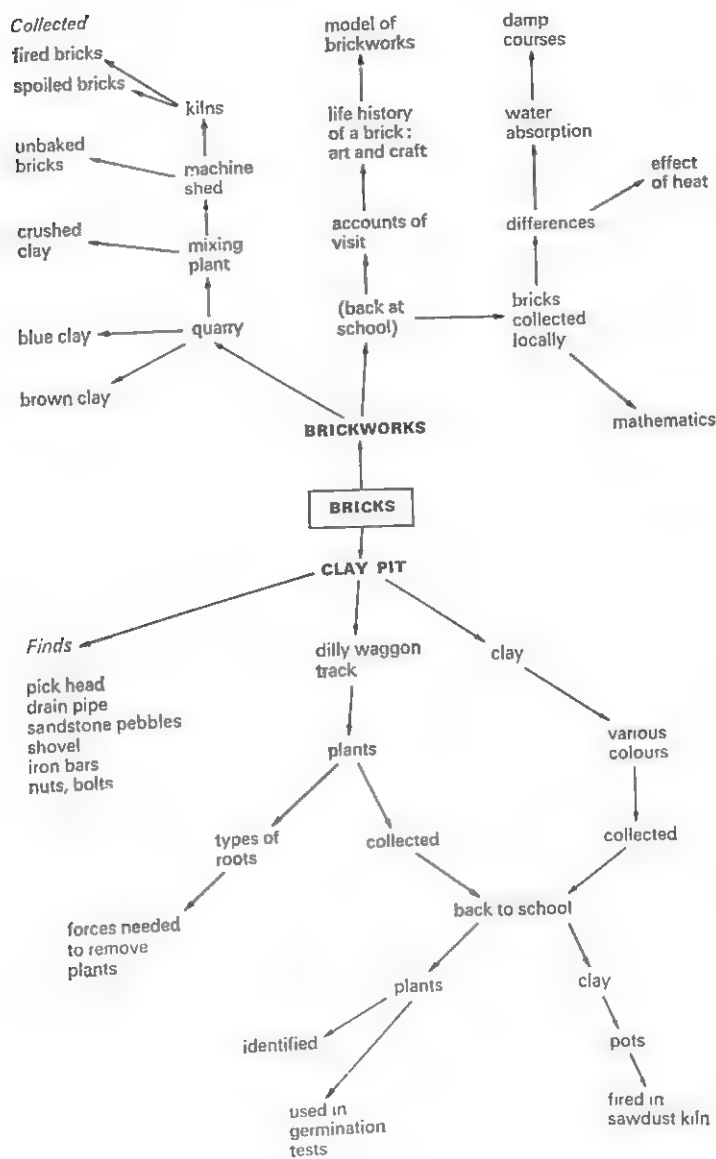 Collected
fired bricks
spoiled bricks
kilns
unbaked
bricks
machine
shed
crushed
clay
mixing
plant
blue clay
quarry
brown clay
model of
brickworks
life history
of a brick:
art and craft
accounts of
visit
(back at
school)
damp
courses
water
absorption
effect
of heat
differences
bricks
collected
locally
mathematics
BRICKWORKS
BRICKS
CLAY PIT
Finds
pick head
drain pipe
sandstone pebbles
shovel
iron bars
nuts, bolts
dilly waggon
track
clay
plants
various
colours
types of
roots
collected
collected
forces needed
to remove
plants
back to school
plants
clay
identified
pots
used in
germination
tests
fired in
sawdust kiln